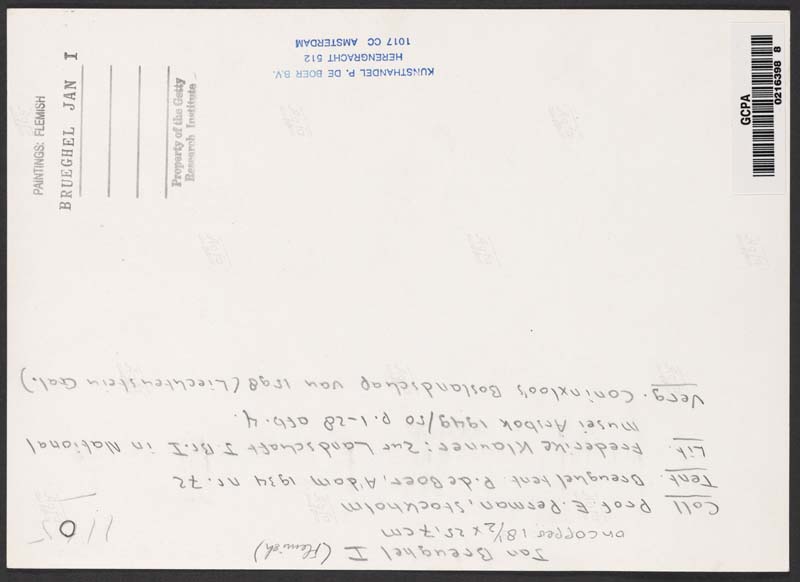 Jan Breughel I (Flemish)
on copper 18½ x 25,7 cm
Coll Prof. E. Perman, Stockholm
Tent. Breughel tent. P. de Boer, A'dam 1934 nr. 72
Lit. Frederike Klauner: Zur Landschaft J. Br. I in National
Musei Arsbok 1949/50 p. 1-28 afb. 4.
Verg. Coninxloo's Boslandschap van 1598 (Liechtenstein Gal.)
KUNSTHANDEL P. DE BOER B.V.
HERENGRACHT 512
1017 CC AMSTERDAM
PAINTINGS: FLEMISH
BRUEGHEL JAN I
Property of the Getty
Research Institute
GCPA
0216398 8